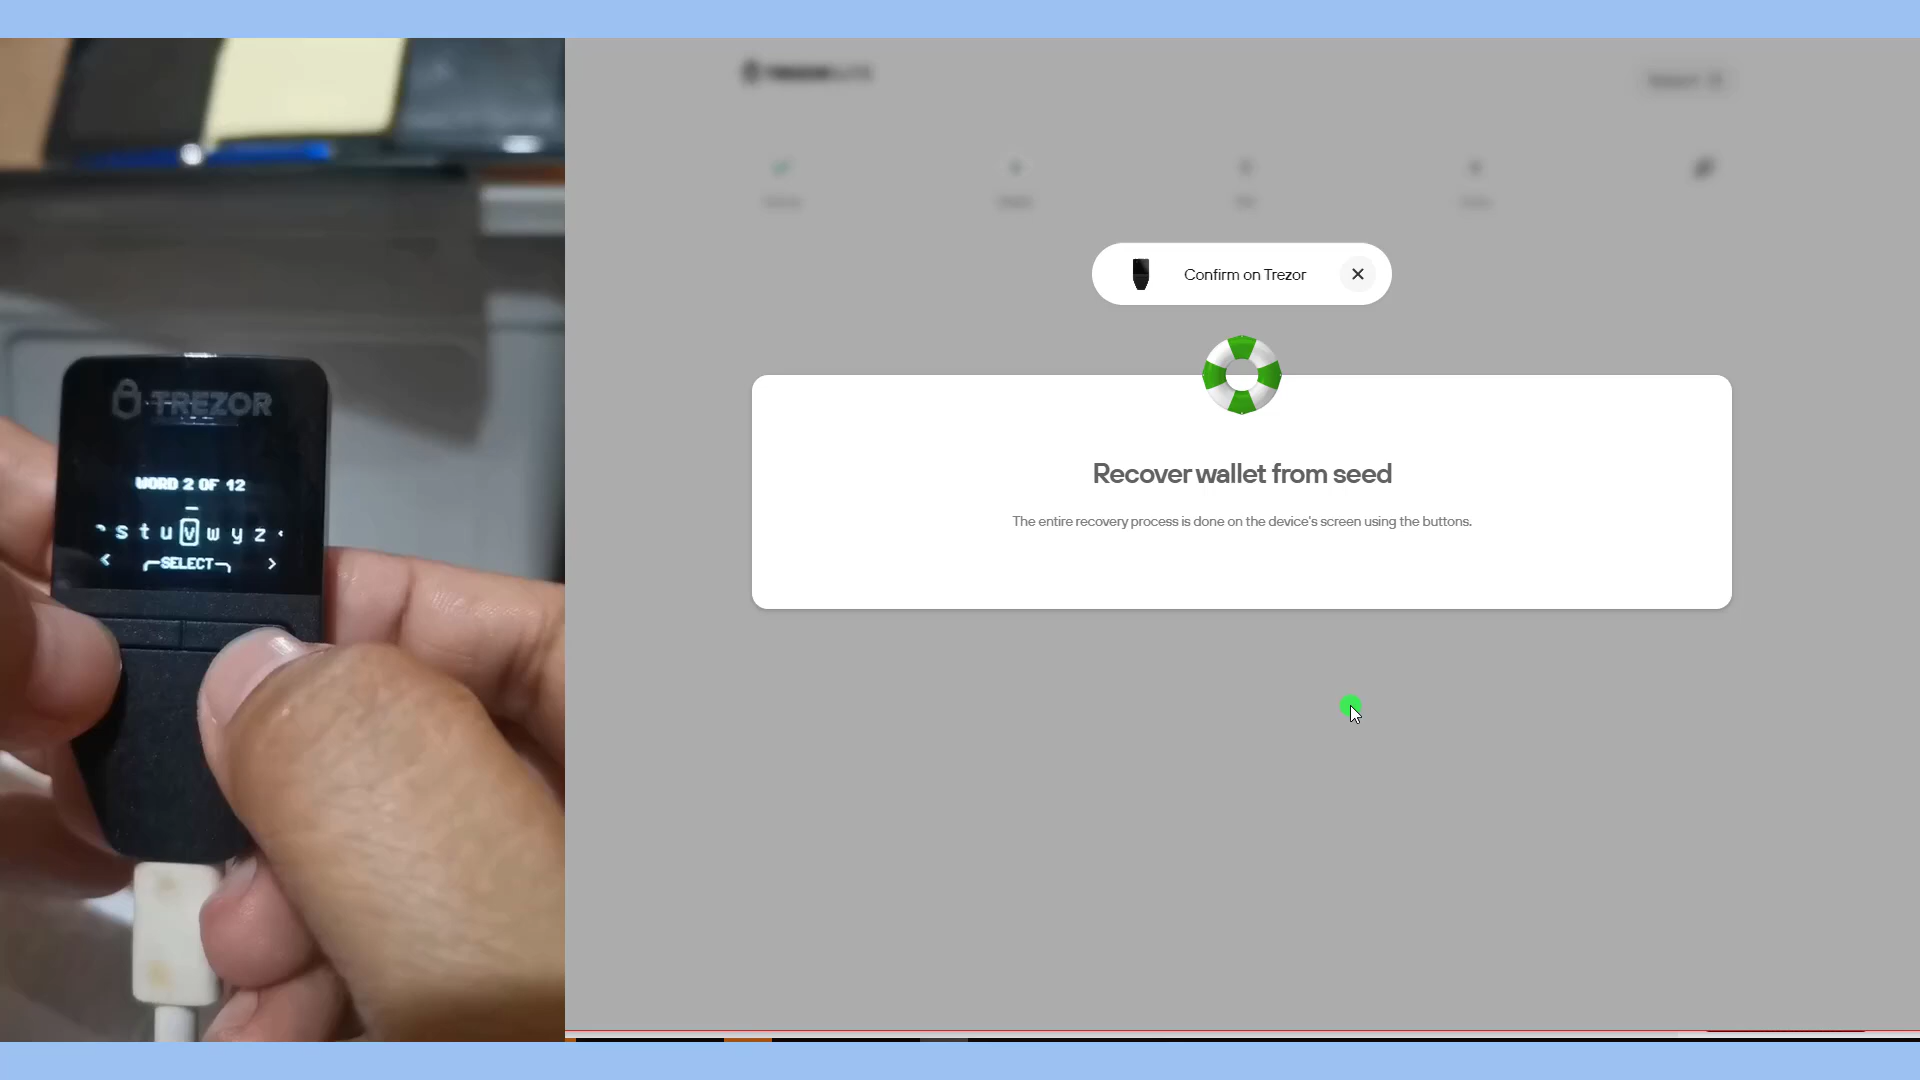 TREZOR
WORD 2 OF 12
s t u v w y z
< SELECT >
Confirm on Trezor
Recover wallet from seed
The entire recovery process is done on the device's screen using the buttons.